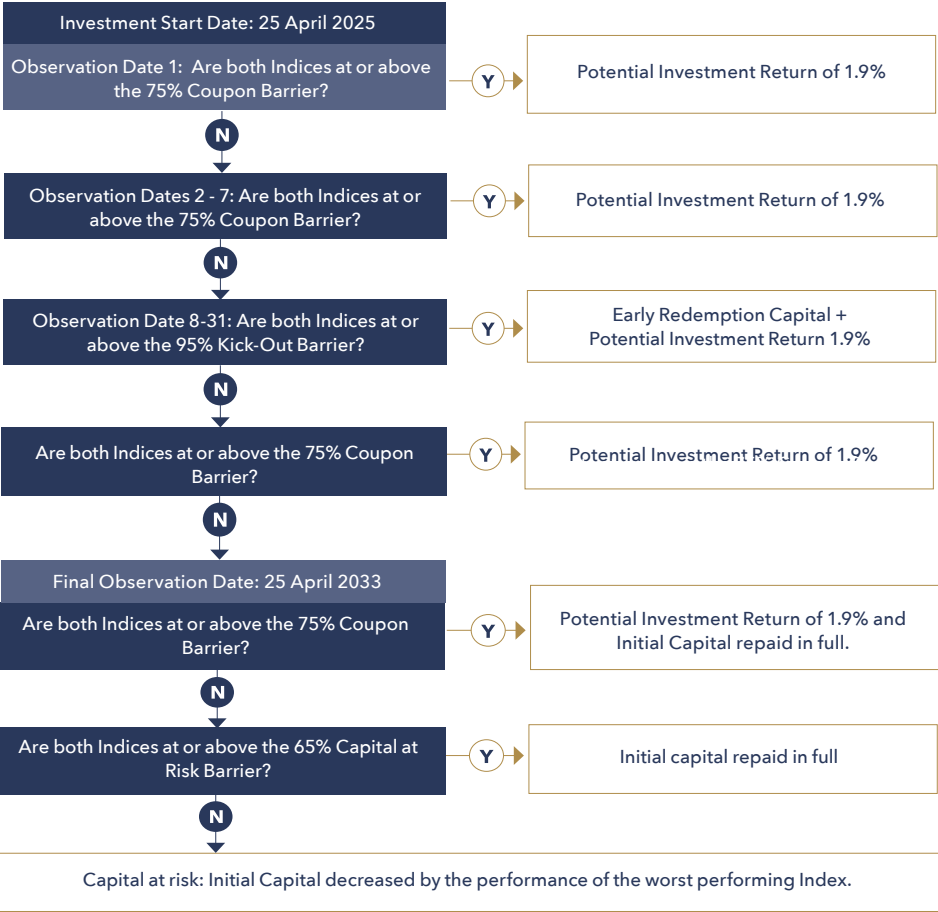 Investment Start Date: 25 April 2025
Observation Date 1: Are both Indices at or above
the 75% Coupon Barrier?
Y
Potential Investment Return of 1.9%
N
Observation Dates 2 - 7: Are both Indices at or
above the 75% Coupon Barrier?
Y
Potential Investment Return of 1.9%
N
Observation Date 8-31: Are both Indices at or
above the 95% Kick-Out Barrier?
Y
Early Redemption Capital +
Potential Investment Return 1.9%
N
Are both Indices at or above the 75% Coupon
Barrier?
Y
Potential Investment Return of 1.9%
N
Final Observation Date: 25 April 2033
Are both Indices at or above the 75% Coupon
Barrier?
Y
Potential Investment Return of 1.9% and
Initial Capital repaid in full.
N
Are both Indices at or above the 65% Capital at
Risk Barrier?
Y
Initial capital repaid in full
N
Capital at risk: Initial Capital decreased by the performance of the worst performing Index.